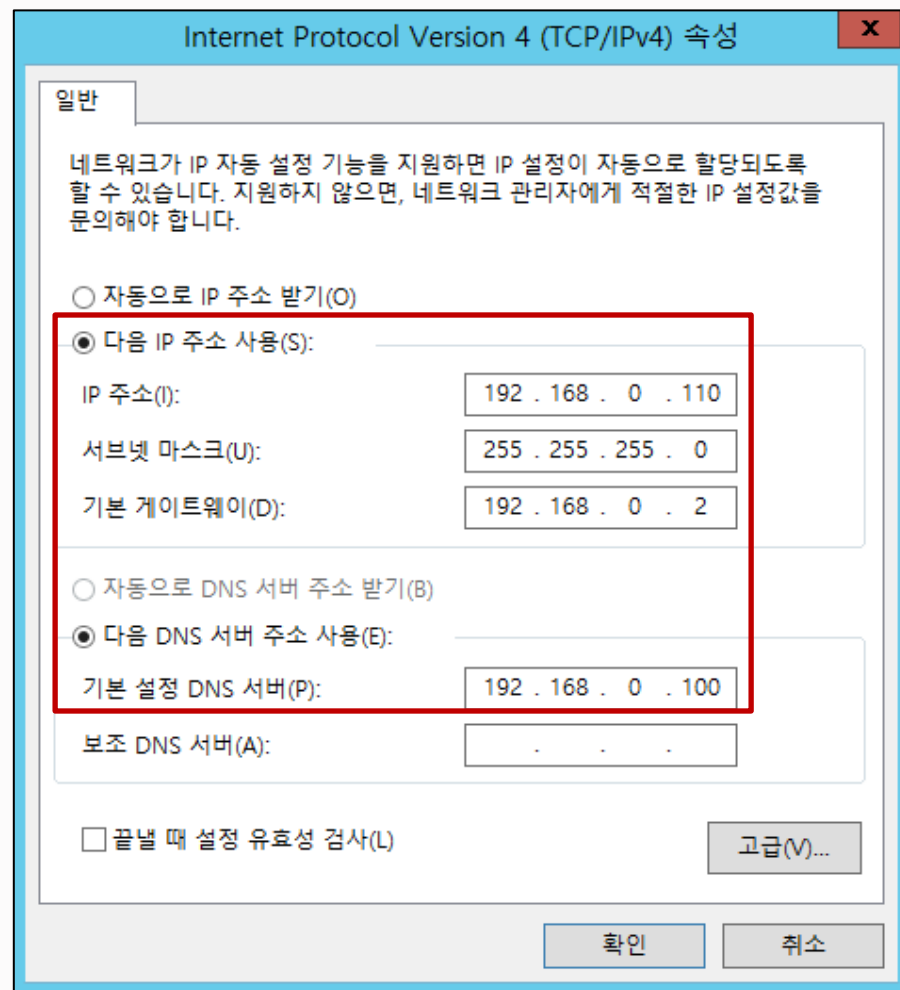 Internet Protocol Version 4 (TCP/IPv4) 속성
x
일반
네트워크가 IP 자동 설정 기능을 지원하면 IP 설정이 자동으로 할당되도록
할 수 있습니다. 지원하지 않으면, 네트워크 관리자에게 적절한 IP 설정값을
문의해야 합니다.
자동으로 IP 주소 받기(O)
다음 IP 주소 사용(S):
IP 주소(I): 192 . 168 . 0 . 110
서브넷 마스크(U): 255 . 255 . 255 . 0
기본 게이트웨이(D): 192 . 168 . 0 . 2
자동으로 DNS 서버 주소 받기(B)
다음 DNS 서버 주소 사용(E):
기본 설정 DNS 서버(P): 192 . 168 . 0 . 100
보조 DNS 서버(A): . . .
끝낼 때 설정 유효성 검사(L)
고급(V)...
확인 취소